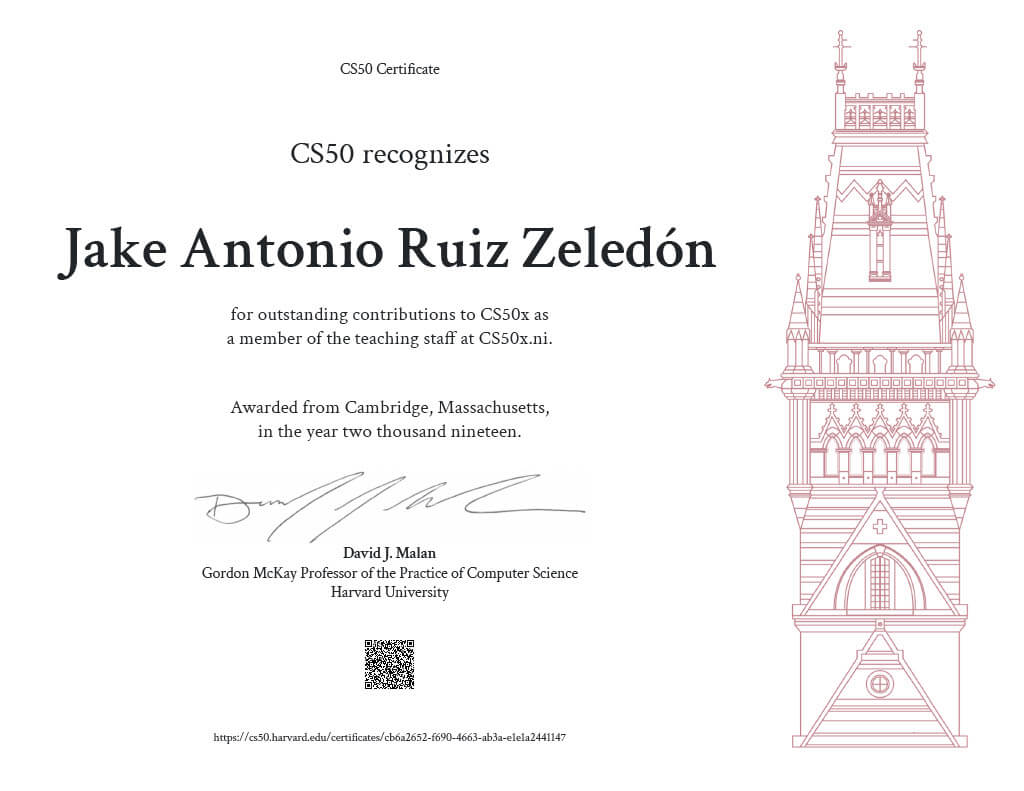 CS50 Certificate
CS50 recognizes
Jake Antonio Ruiz Zeledón
for outstanding contributions to CS50x as
a member of the teaching staff at CS50x.ni.
Awarded from Cambridge, Massachusetts,
in the year two thousand nineteen.
David J. Malan
Gordon McKay Professor of the Practice of Computer Science
Harvard University
https://cs50.harvard.edu/certificates/cb6a2652-f690-4663-ab3a-e1e1a2441147